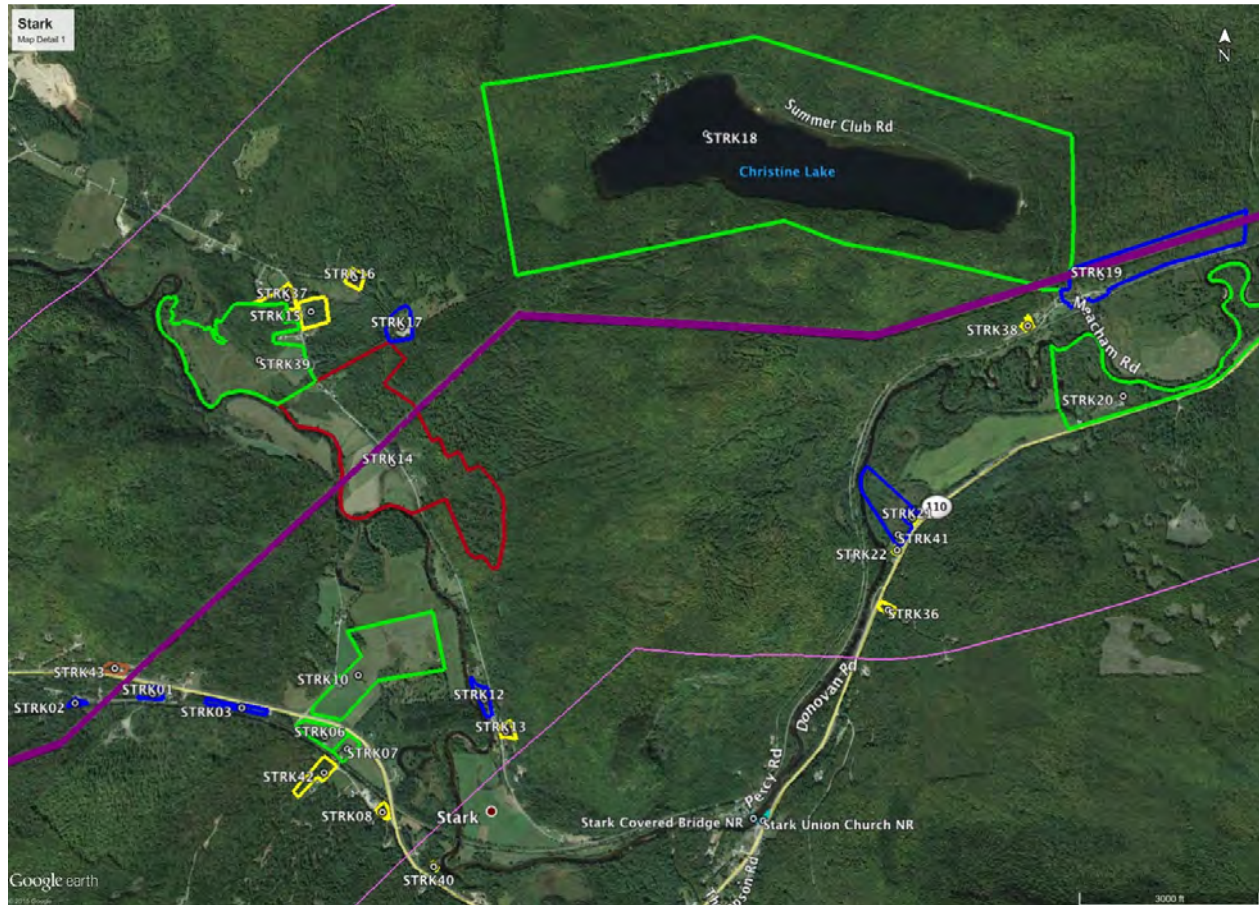 Stark
Map Detail 1
N
Summer Club Rd
STRK18
Christine Lake
STRK16
STRK19
STRK37
STRK15
STRK17
Meacham Rd
STRK38
STRK39
STRK20
STRK14
110
STRK21
STRK41
STRK22
STRK36
STRK43
STRK10
STRK01
STRK12
STRK02
STRK03
Donovan Rd
STRK13
STRK06
STRK07
STRK42
Percy Rd
STRK08
Stark
Stark Covered Bridge NR
Stark Union Church NR
STRK40
Google earth
3000 ft